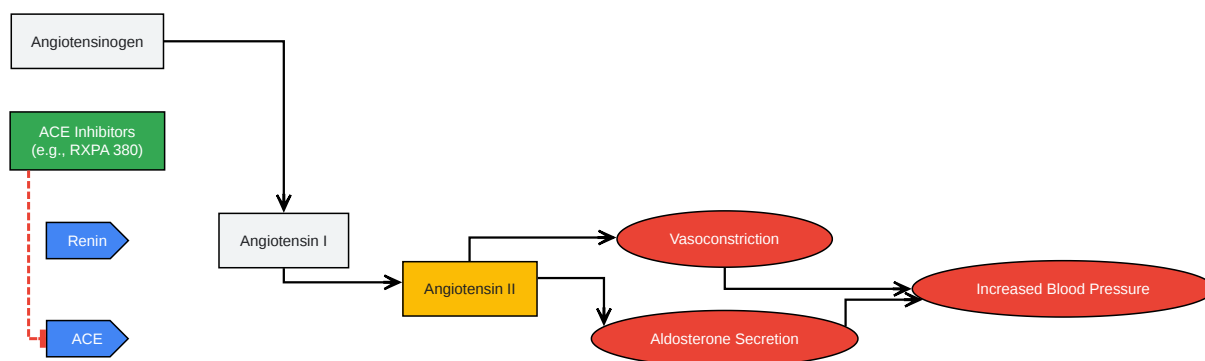 Angiotensinogen
ACE Inhibitors
(e.g., RXPA 380)
Renin
Angiotensin I
Vasoconstriction
Angiotensin II
Increased Blood Pressure
ACE
Aldosterone Secretion